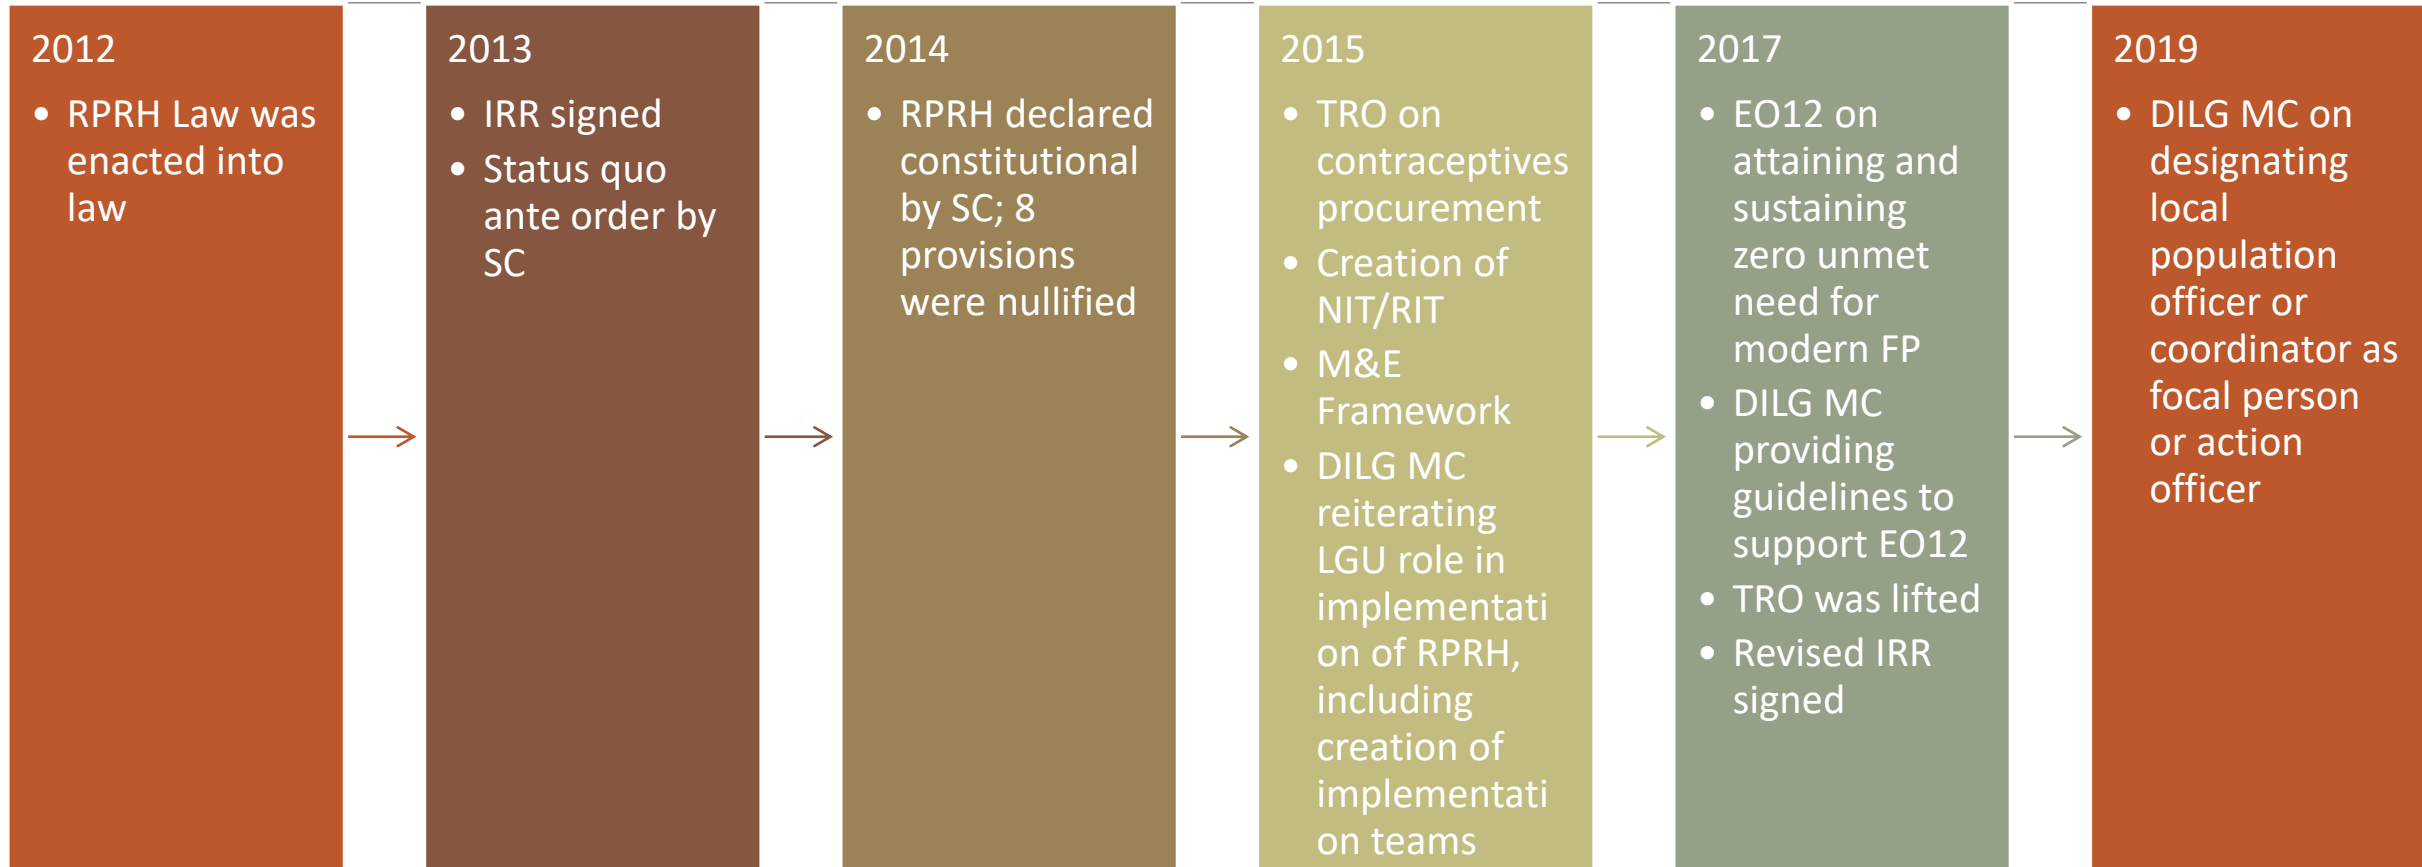 2012
• RPRH Law was
enacted into
law
2013
• IRR signed
• Status quo
ante order by
SC
2014
• RPRH declared
constitutional
by SC; 8
provisions
were nullified
2015
• TRO on
contraceptives
procurement
• Creation of
NIT/RIT
• M&E
Framework
• DILG MC
reiterating
LGU role in
implementati
on of RPRH,
including
creation of
implementati
on teams
2017
• EO12 on
attaining and
sustaining
zero unmet
need for
modern FP
• DILG MC
providing
guidelines to
support EO12
• TRO was lifted
• Revised IRR
signed
2019
• DILG MC on
designating
local
population
officer or
coordinator as
focal person
or action
officer